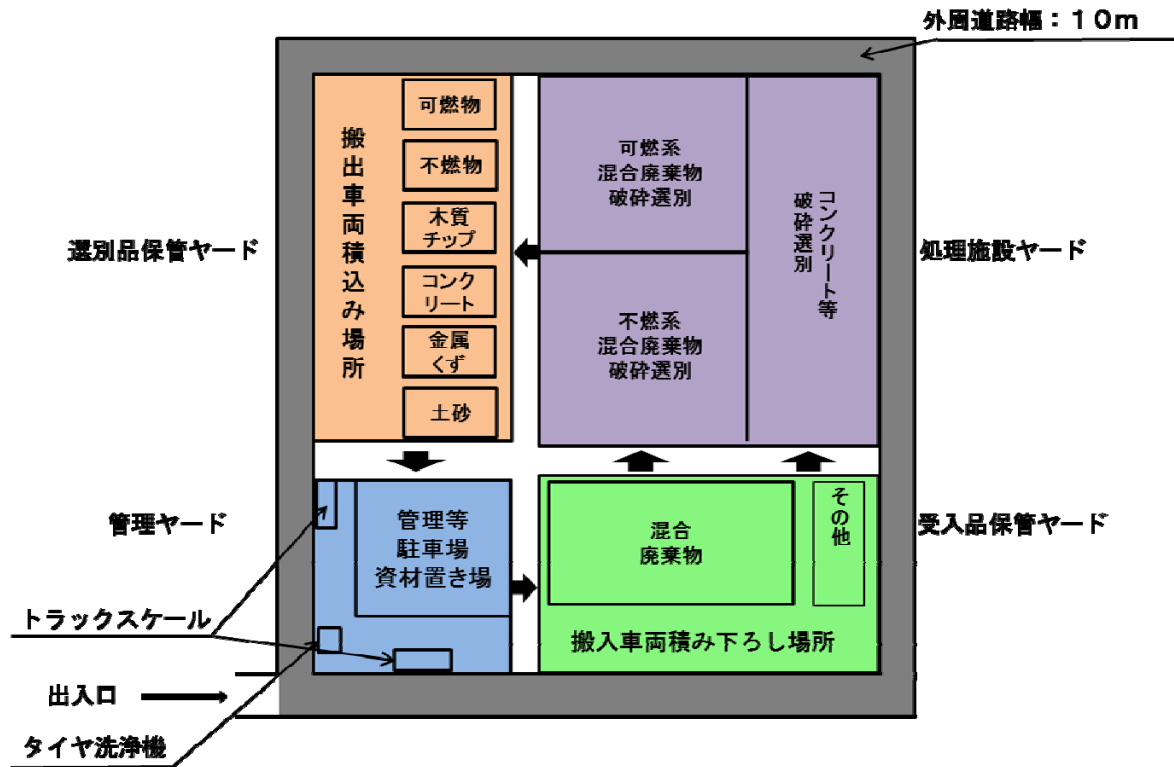 外周道路幅：１０ｍ
搬出車両積込み場所
可燃物
不燃物
木質
チップ
コンク
リート
金属
くず
土砂
可燃系
混合廃棄物
破砕選別
不燃系
混合廃棄物
破砕選別
コンクリート等
破砕選別
選別品保管ヤード
処理施設ヤード
管理ヤード
管理等
駐車場
資材置き場
混合
廃棄物
その他
搬入車両積み下ろし場所
受入品保管ヤード
トラックスケール
出入口
タイヤ洗浄機